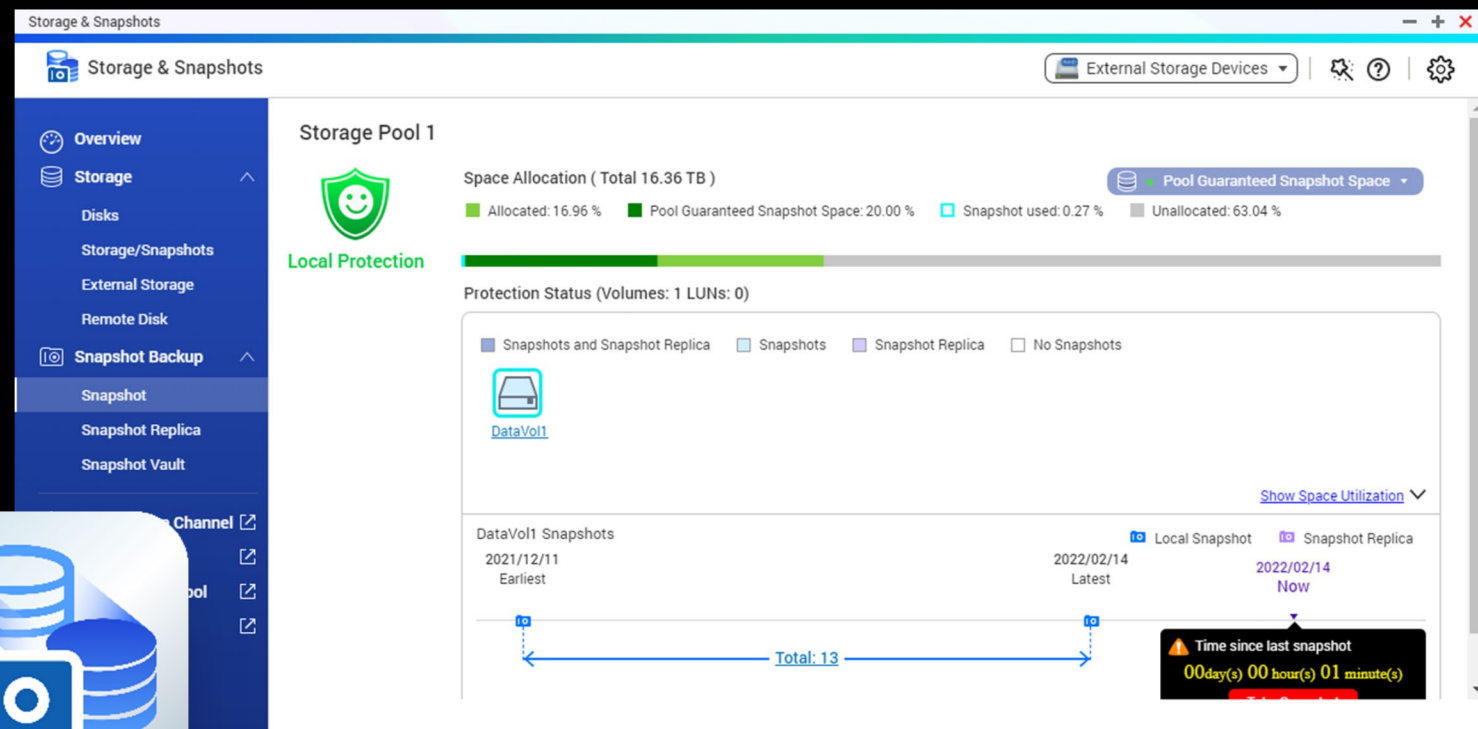 Storage & Snapshots
Storage & Snapshots
External Storage Devices
Overview
Storage
Disks
Storage/Snapshots
External Storage
Remote Disk
Snapshot Backup
Snapshot
Snapshot Replica
Snapshot Vault
Channel
Storage Pool 1
Local Protection
Space Allocation ( Total 16.36 TB )
Pool Guaranteed Snapshot Space
Allocated: 16.96 % Pool Guaranteed Snapshot Space: 20.00 % Snapshot used: 0.27 % Unallocated: 63.04 %
Protection Status (Volumes: 1 LUNs: 0)
Snapshots and Snapshot Replica Snapshots Snapshot Replica No Snapshots
DataVol1
Show Space Utilization
DataVol1 Snapshots
Local Snapshot Snapshot Replica
2021/12/11
Earliest
2022/02/14
Latest
2022/02/14
Now
Total: 13
Time since last snapshot
00day(s) 00 hour(s) 01 minute(s)